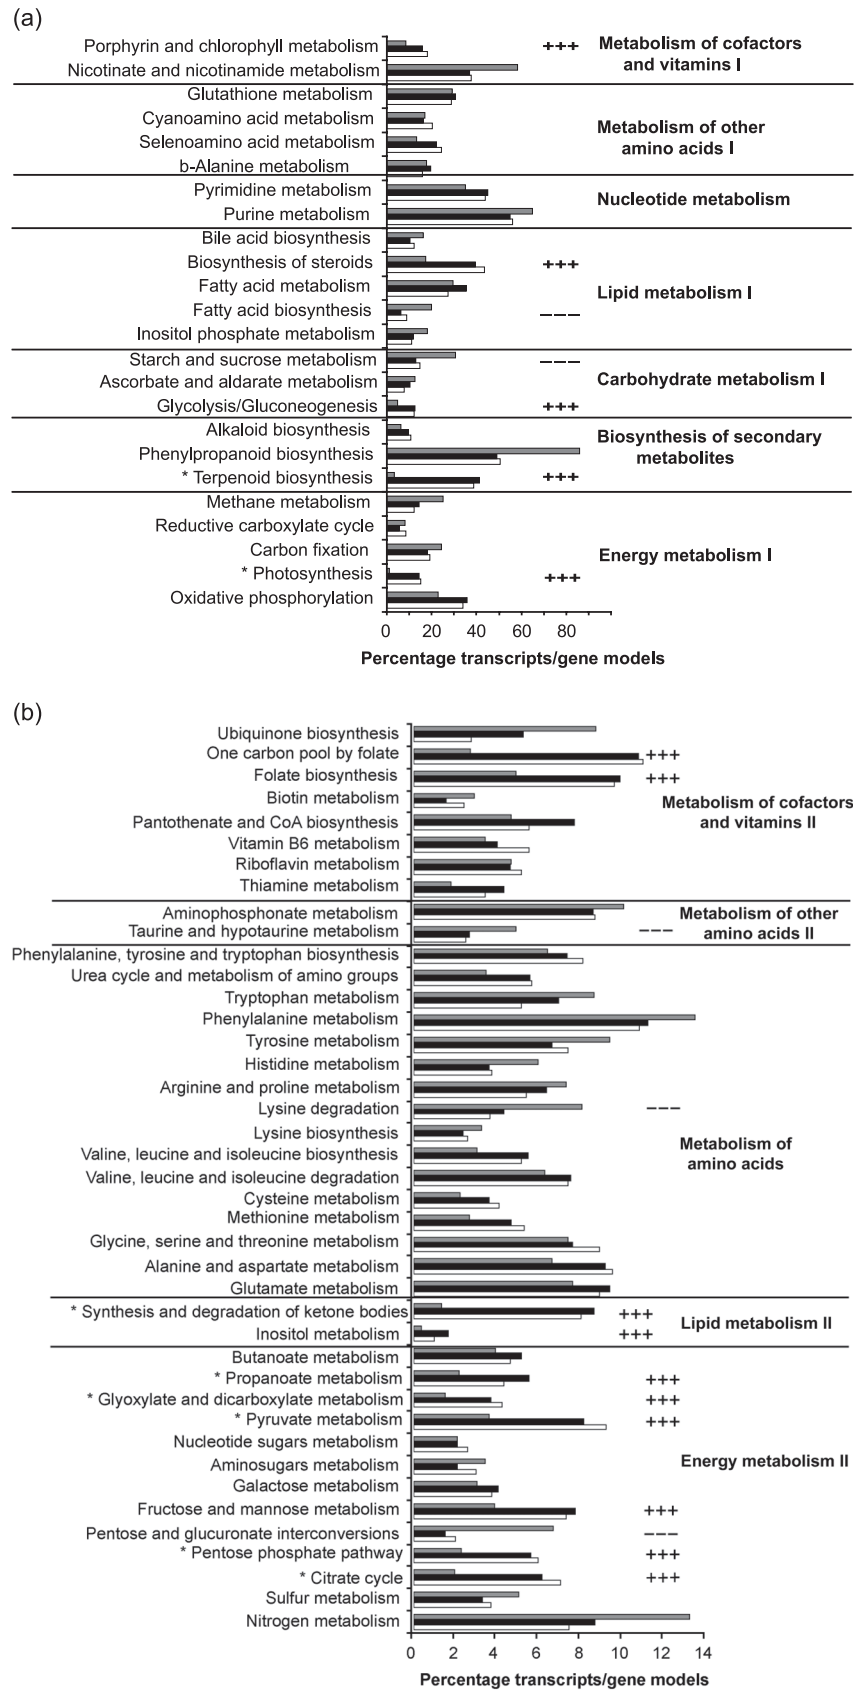 (a)
Porphyrin and chlorophyll metabolism +++ Metabolism of cofactors
Nicotinate and nicotinamide metabolism and vitamins I
Glutathione metabolism
Cyanoamino acid metabolism
Metabolism of other
Selenoamino acid metabolism amino acids I
b-Alanine metabolism
Pyrimidine metabolism
Nucleotide metabolism
Purine metabolism
Bile acid biosynthesis
Biosynthesis of steroids +++
Fatty acid metabolism
Lipid metabolism I
Fatty acid biosynthesis −−−
Inositol phosphate metabolism
Starch and sucrose metabolism −−−
Carbohydrate metabolism I
Ascorbate and aldarate metabolism
Glycolysis/Gluconeogenesis +++
Alkaloid biosynthesis
Biosynthesis of secondary
Phenylpropanoid biosynthesis metabolites
* Terpenoid biosynthesis +++
Methane metabolism
Reductive carboxylate cycle
Carbon fixation
Energy metabolism I
* Photosynthesis +++
Oxidative phosphorylation
0 20 40 60 80
Percentage transcripts/gene models
(b)
Ubiquinone biosynthesis
One carbon pool by folate +++
Folate biosynthesis +++
Biotin metabolism
Metabolism of cofactors
Pantothenate and CoA biosynthesis and vitamins II
Vitamin B6 metabolism
Riboflavin metabolism
Thiamine metabolism
Aminophosphonate metabolism Metabolism of other
Taurine and hypotaurine metabolism −−− amino acids II
Phenylalanine, tyrosine and tryptophan biosynthesis
Urea cycle and metabolism of amino groups
Tryptophan metabolism
Phenylalanine metabolism
Tyrosine metabolism
Histidine metabolism
Arginine and proline metabolism
Lysine degradation −−−
Lysine biosynthesis
Metabolism of
Valine, leucine and isoleucine biosynthesis amino acids
Valine, leucine and isoleucine degradation
Cysteine metabolism
Methionine metabolism
Glycine, serine and threonine metabolism
Alanine and aspartate metabolism
Glutamate metabolism
* Synthesis and degradation of ketone bodies +++
Lipid metabolism II
Inositol metabolism +++
Butanoate metabolism
* Propanoate metabolism +++
* Glyoxylate and dicarboxylate metabolism +++
* Pyruvate metabolism +++
Nucleotide sugars metabolism
Energy metabolism II
Aminosugars metabolism
Galactose metabolism
Fructose and mannose metabolism +++
Pentose and glucuronate interconversions −−−
* Pentose phosphate pathway +++
* Citrate cycle +++
Sulfur metabolism
Nitrogen metabolism
0 2 4 6 8 10 12 14
Percentage transcripts/gene models